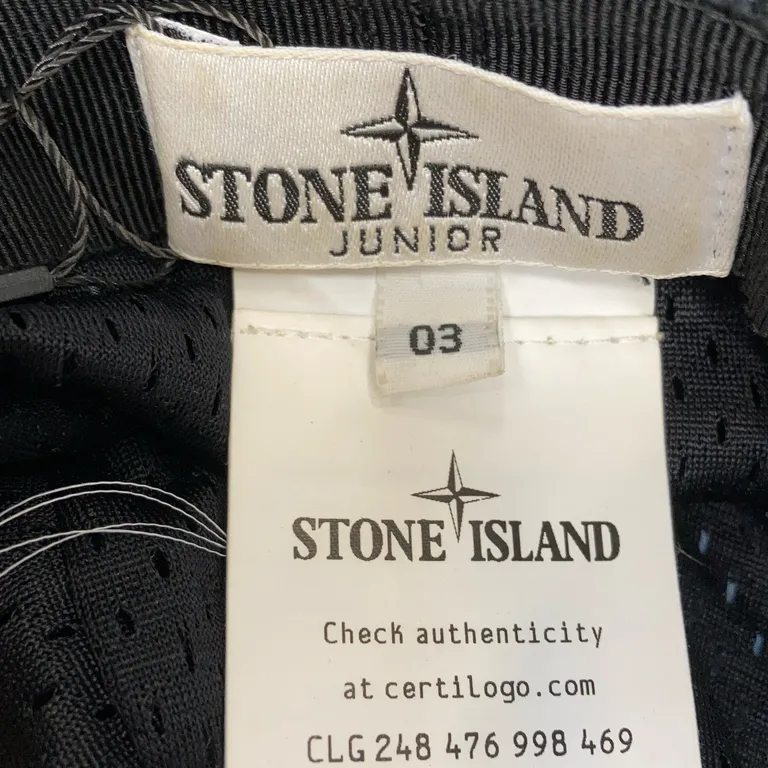 STONE ISLAND
JUNIOR
03
STONE ISLAND
Check authenticity
at certilogo.com
CLG 248 476 998 469